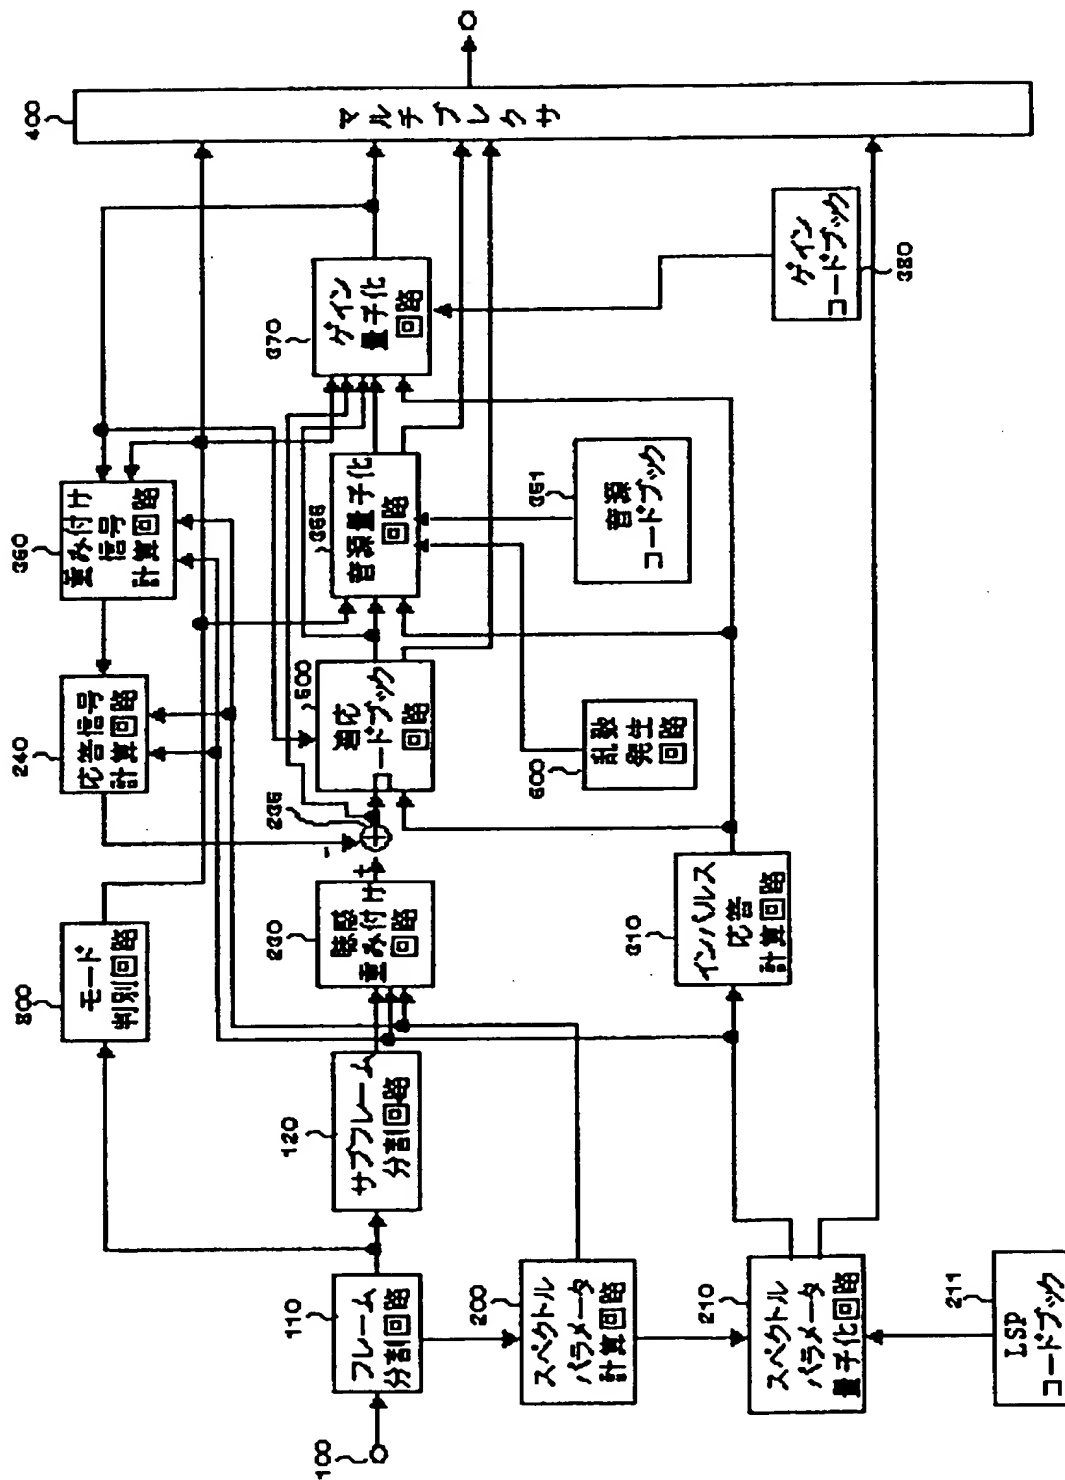 100
110
フレーム
分割回路
120
サブフレーム
分割回路
800
モード
判別回路
200
スペクトル
パラメータ
計算回路
210
スペクトル
パラメータ
量子化回路
211
LSP
コードブック
230
聴感
重み付け
回路
+
-
235
240
応答信号
計算回路
360
重み付け
信号
計算回路
500
適応
コードブック
回路
310
インパルス
応答
計算回路
600
乱数
発生
回路
355
音源量子化
回路
351
音源
コードブック
370
ゲイン
量子化
回路
380
ゲイン
コードブック
400
マルチプレクサ